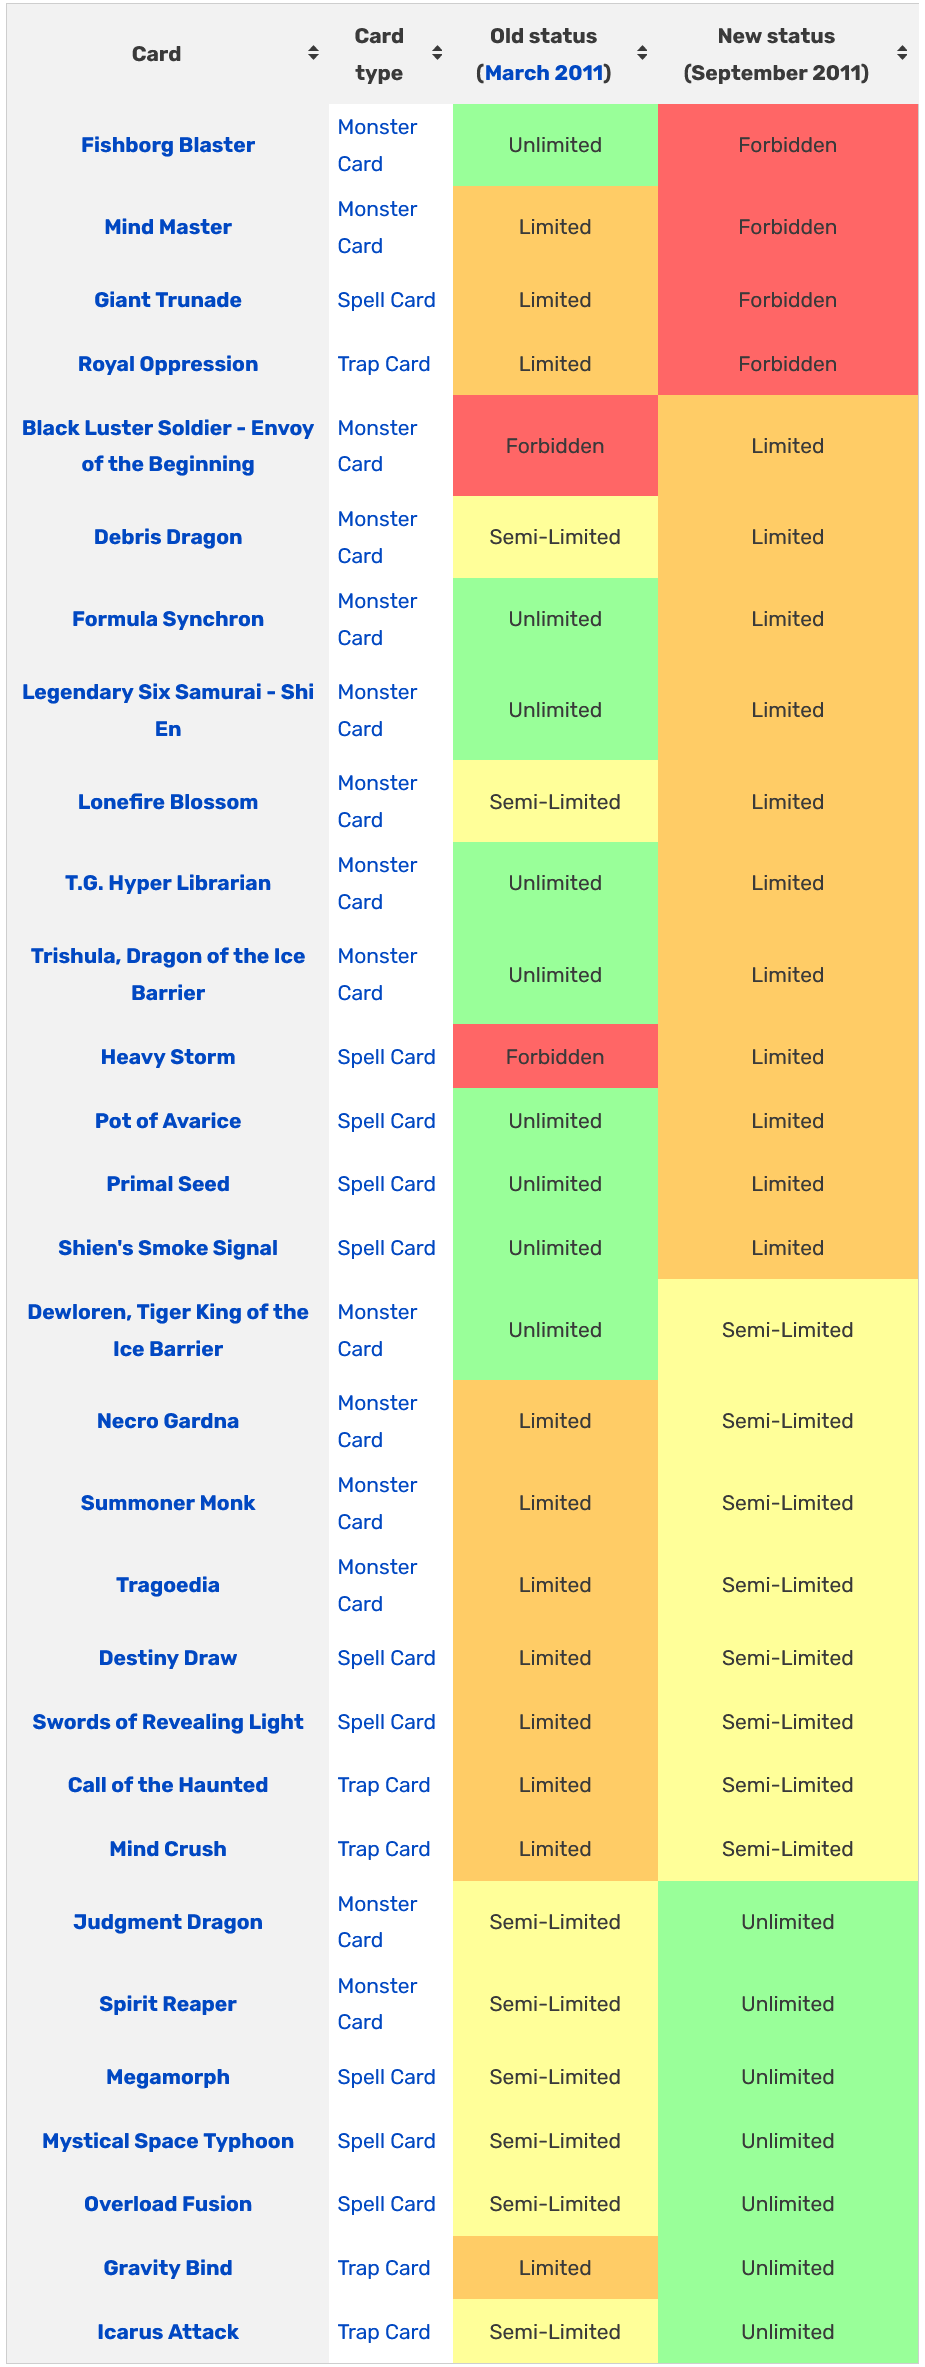 Card
Card type
Old status (March 2011)
New status (September 2011)
Fishborg Blaster
Monster Card
Unlimited
Forbidden
Mind Master
Monster Card
Limited
Forbidden
Giant Trunade
Spell Card
Limited
Forbidden
Royal Oppression
Trap Card
Limited
Forbidden
Black Luster Soldier - Envoy of the Beginning
Monster Card
Forbidden
Limited
Debris Dragon
Monster Card
Semi-Limited
Limited
Formula Synchron
Monster Card
Unlimited
Limited
Legendary Six Samurai - Shi En
Monster Card
Unlimited
Limited
Lonefire Blossom
Monster Card
Semi-Limited
Limited
T.G. Hyper Librarian
Monster Card
Unlimited
Limited
Trishula, Dragon of the Ice Barrier
Monster Card
Unlimited
Limited
Heavy Storm
Spell Card
Forbidden
Limited
Pot of Avarice
Spell Card
Unlimited
Limited
Primal Seed
Spell Card
Unlimited
Limited
Shien's Smoke Signal
Spell Card
Unlimited
Limited
Dewloren, Tiger King of the Ice Barrier
Monster Card
Unlimited
Semi-Limited
Necro Gardna
Monster Card
Limited
Semi-Limited
Summoner Monk
Monster Card
Limited
Semi-Limited
Tragoedia
Monster Card
Limited
Semi-Limited
Destiny Draw
Spell Card
Limited
Semi-Limited
Swords of Revealing Light
Spell Card
Limited
Semi-Limited
Call of the Haunted
Trap Card
Limited
Semi-Limited
Mind Crush
Trap Card
Limited
Semi-Limited
Judgment Dragon
Monster Card
Semi-Limited
Unlimited
Spirit Reaper
Monster Card
Semi-Limited
Unlimited
Megamorph
Spell Card
Semi-Limited
Unlimited
Mystical Space Typhoon
Spell Card
Semi-Limited
Unlimited
Overload Fusion
Spell Card
Semi-Limited
Unlimited
Gravity Bind
Trap Card
Limited
Unlimited
Icarus Attack
Trap Card
Semi-Limited
Unlimited